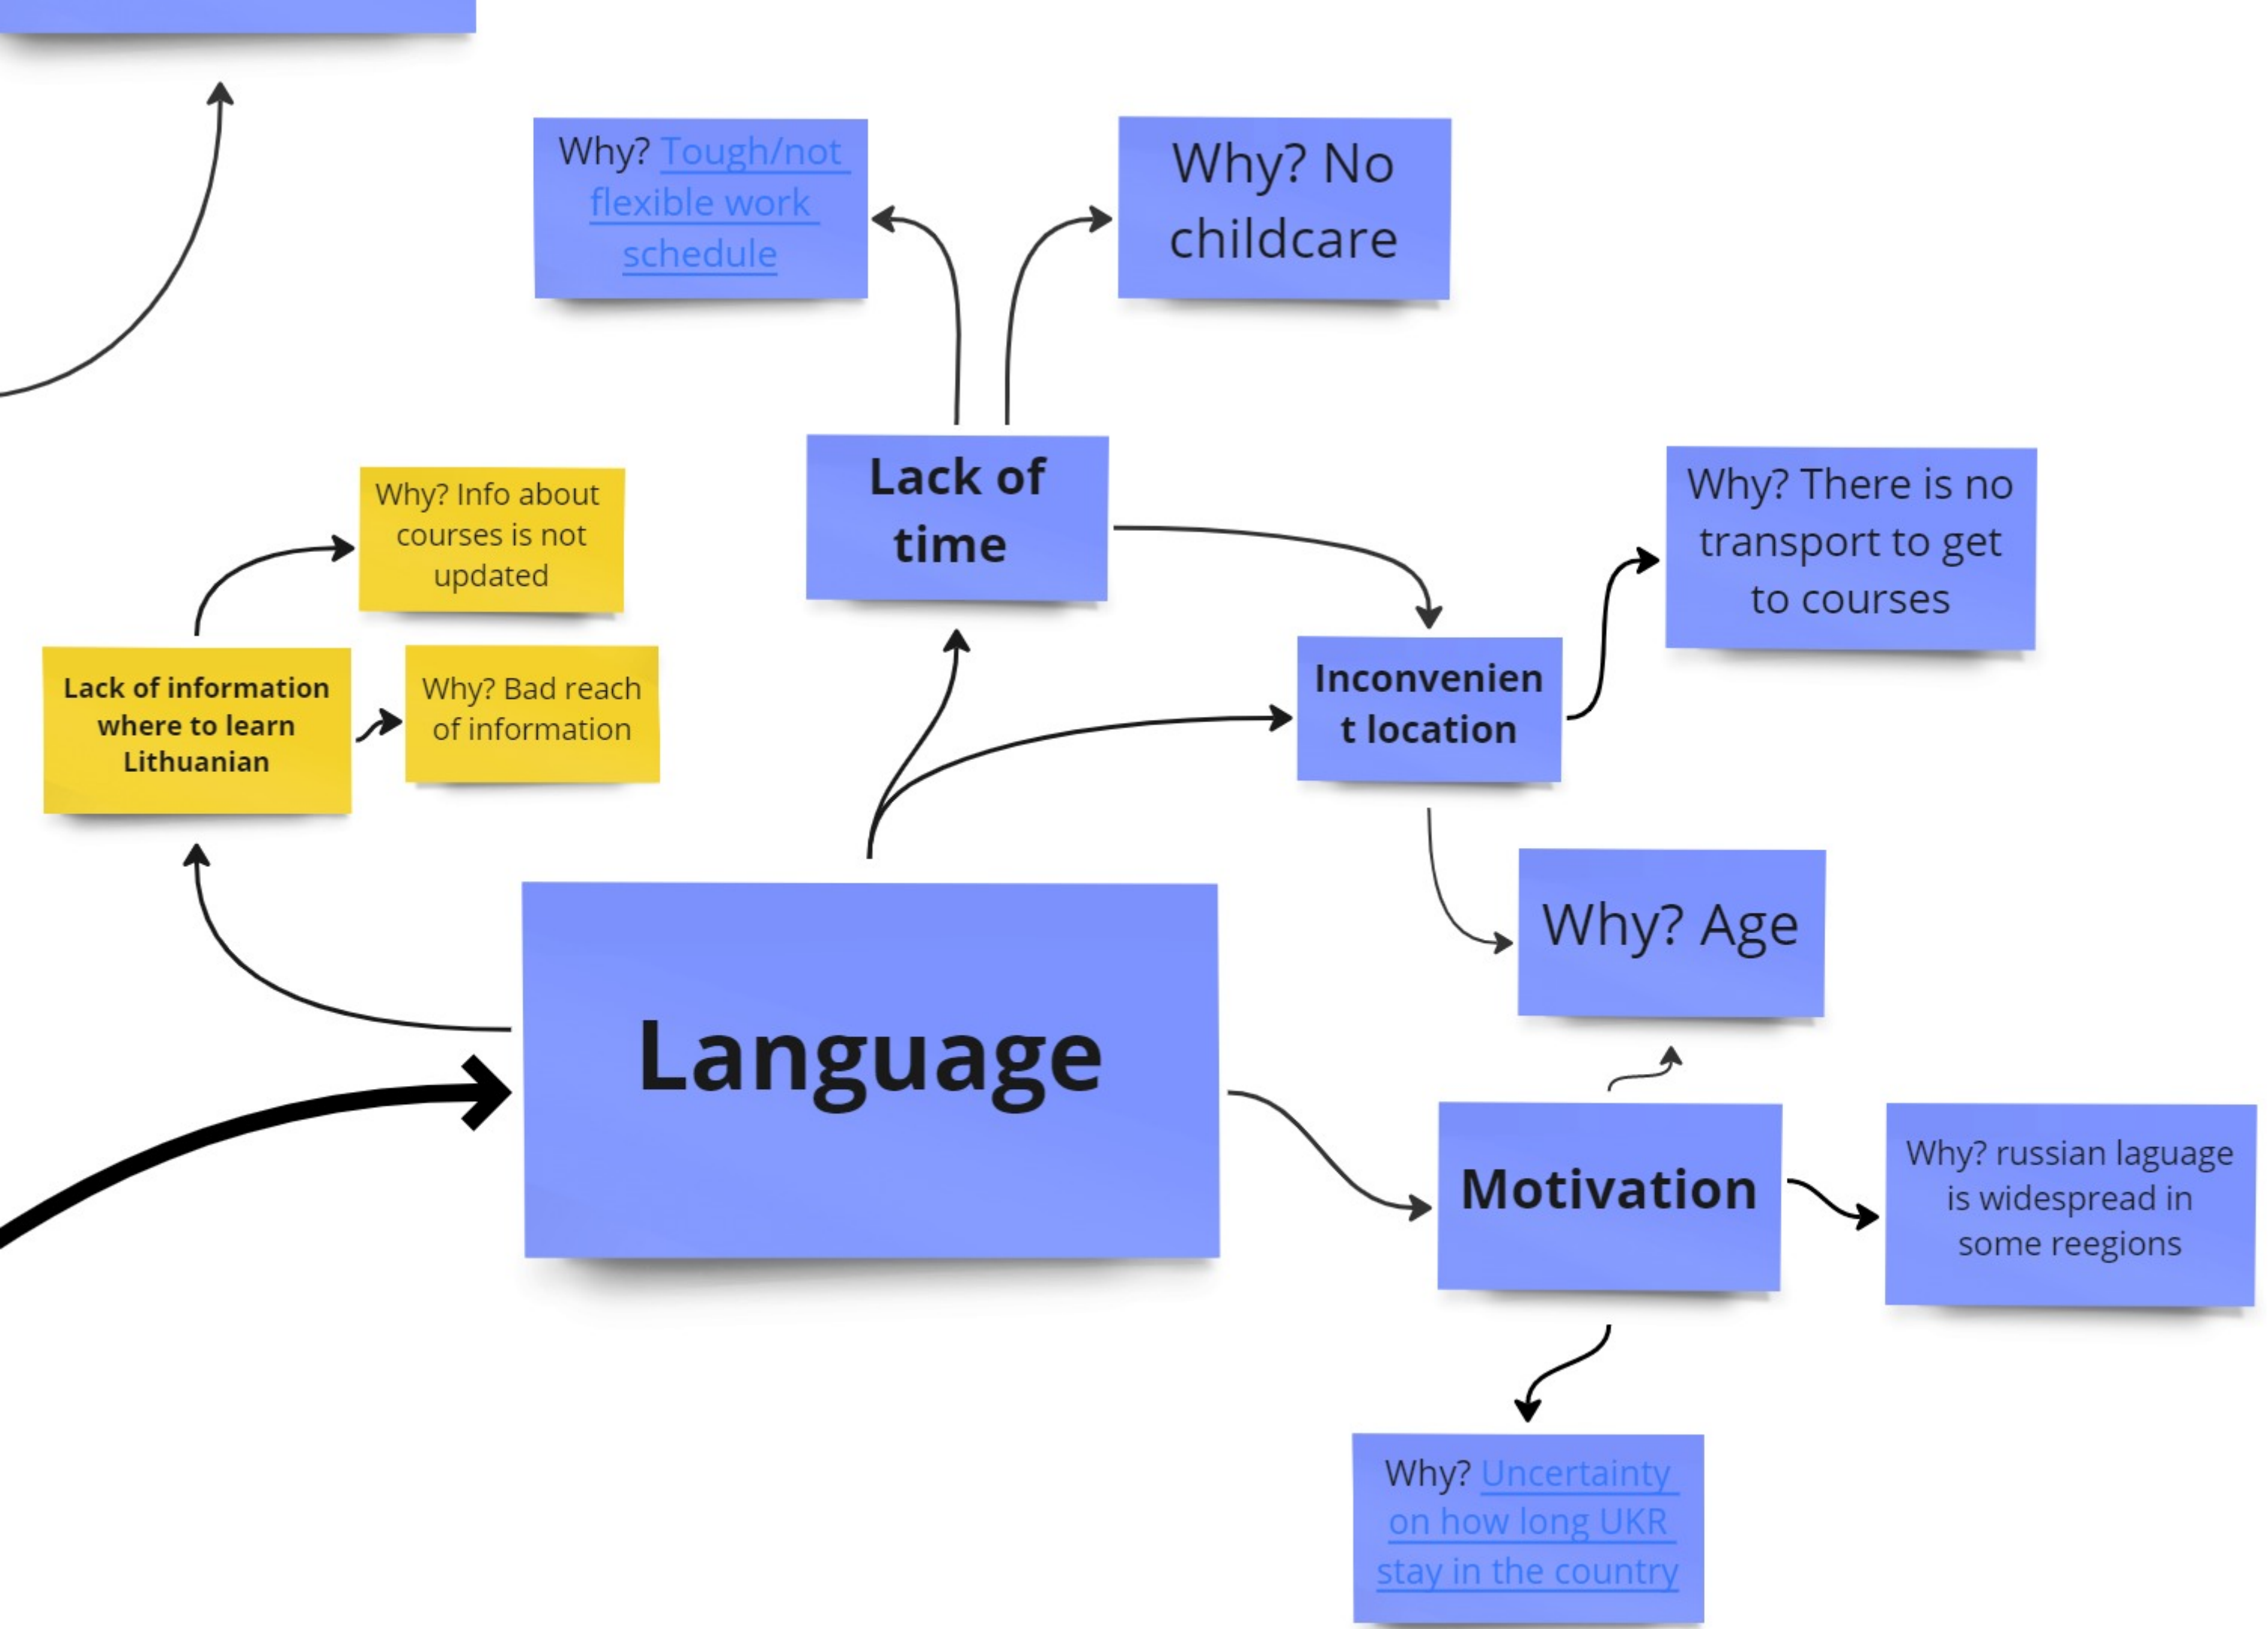 Why? Tough/not
flexible work
schedule
Why? No
childcare
Lack of
time
Why? There is no
transport to get
to courses
Why? Info about
courses is not
updated
Lack of information
where to learn
Lithuanian
Why? Bad reach
of information
Inconvenien
t location
Why? Age
Language
Motivation
Why? russian laguage
is widespread in
some reegions
Why? Uncertainty
on how long UKR
stay in the country